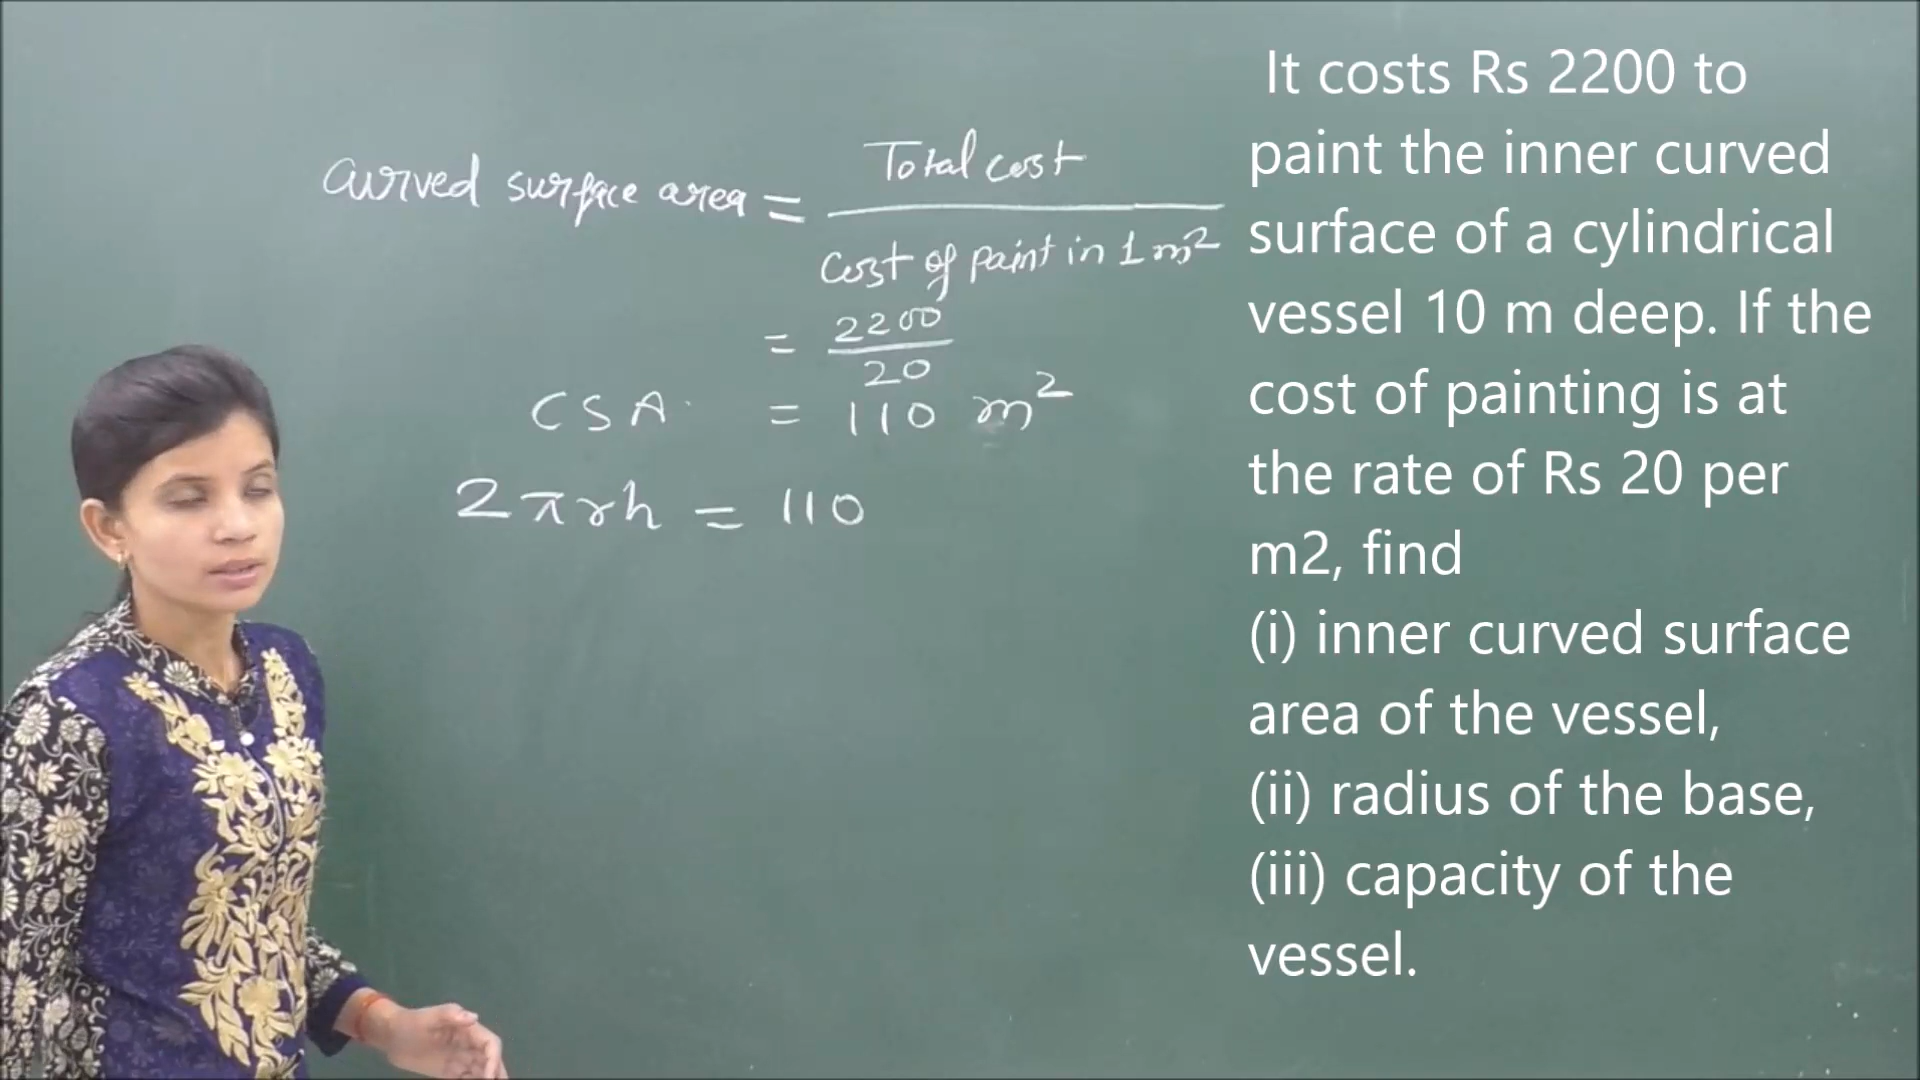 curved surface area = Total cost
cost of paint in 1 m²
= 2200
20
CSA = 110 m²
2πrh = 110
It costs Rs 2200 to
paint the inner curved
surface of a cylindrical
vessel 10 m deep. If the
cost of painting is at
the rate of Rs 20 per
m2, find
(i) inner curved surface
area of the vessel,
(ii) radius of the base,
(iii) capacity of the
vessel.